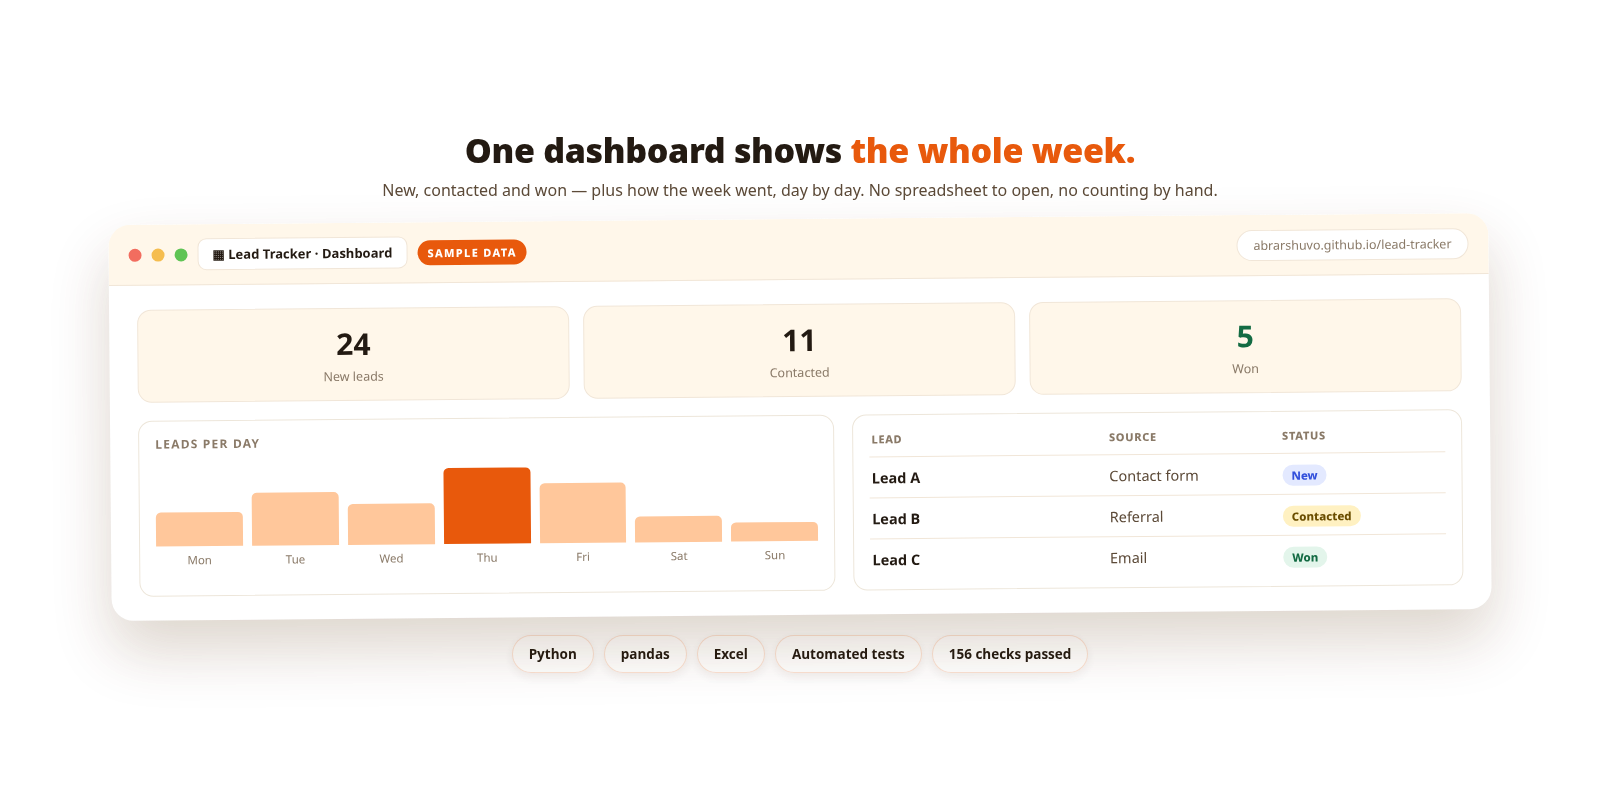 One dashboard shows the whole week.
New, contacted and won — plus how the week went, day by day. No spreadsheet to open, no counting by hand.
▦ Lead Tracker · Dashboard
SAMPLE DATA
abrarshuvo.github.io/lead-tracker
24
New leads
11
Contacted
5
Won
LEADS PER DAY
Mon Tue Wed Thu Fri Sat Sun
LEAD SOURCE STATUS
Lead A Contact form New
Lead B Referral Contacted
Lead C Email Won
Python
pandas
Excel
Automated tests
156 checks passed